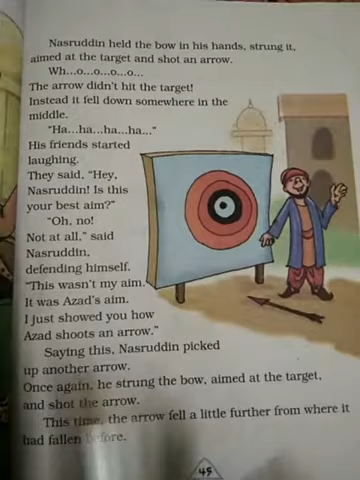 Nasruddin held the bow in his hands, strung it,
aimed at the target and shot an arrow.
Wh...o...o...o...o...
The arrow didn't hit the target!
Instead it fell down somewhere in the
middle.
"Ha...ha...ha...ha..."
His friends started
laughing.
They said, "Hey,
Nasruddin! Is this
your best aim?"
"Oh, no!
Not at all," said
Nasruddin,
defending himself.
"This wasn't my aim.
It was Azad's aim.
I just showed you how
Azad shoots an arrow."
Saying this, Nasruddin picked
up another arrow.
Once again, he strung the bow, aimed at the target,
and shot the arrow.
This time, the arrow fell a little further from where it
had fallen before.
45